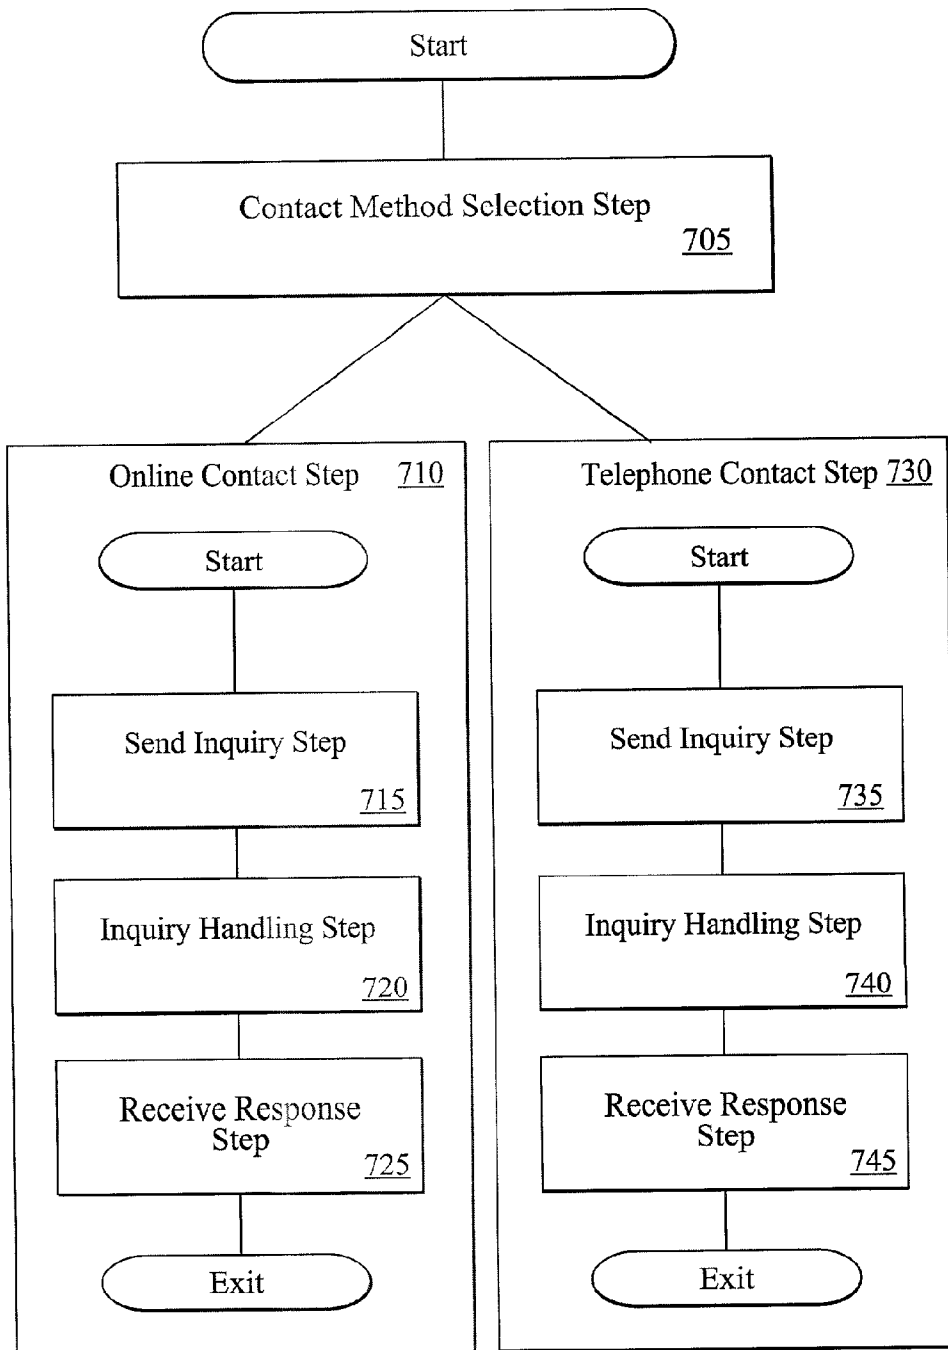 Start
Contact Method Selection Step
705
Online Contact Step 710
Start
Send Inquiry Step
715
Inquiry Handling Step
720
Receive Response
Step
725
Exit
Telephone Contact Step 730
Start
Send Inquiry Step
735
Inquiry Handling Step
740
Receive Response
Step
745
Exit